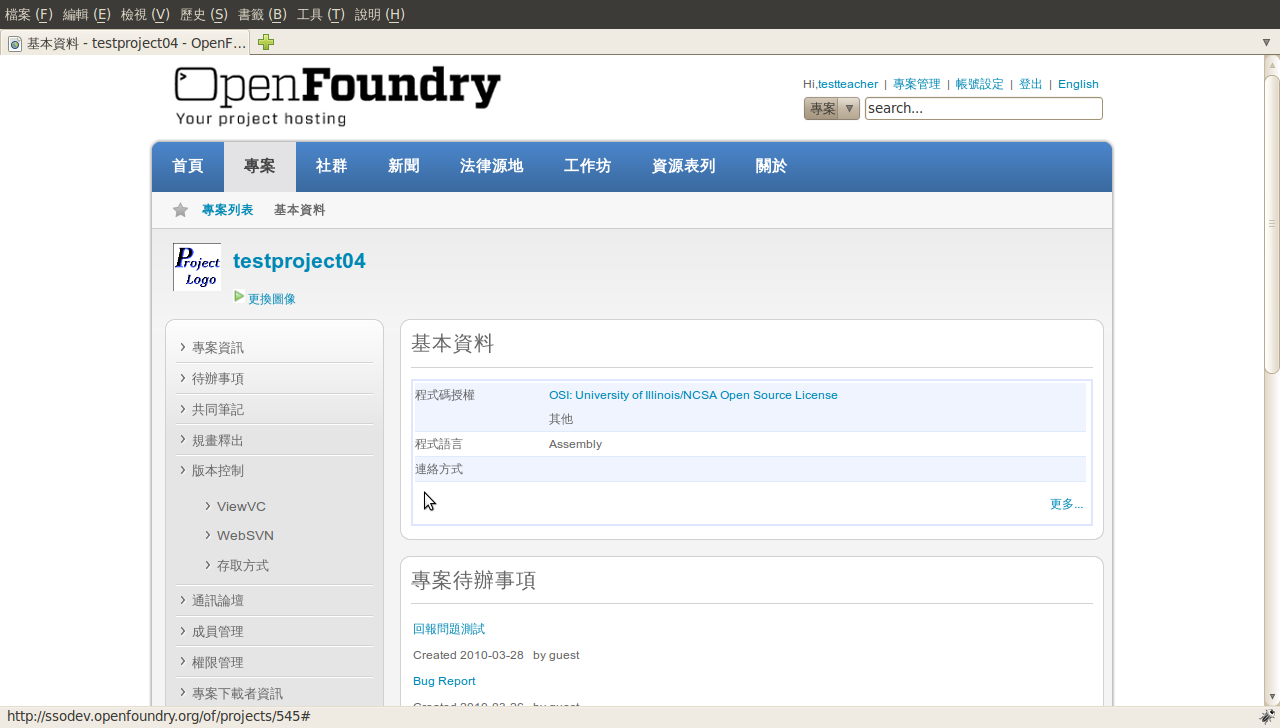 檔案 (F) 編輯 (E) 檢視 (V) 歷史 (S) 書籤 (B) 工具 (T) 說明 (H)
基本資料 - testproject04 - OpenF...
OpenFoundry
Your project hosting
Hi,testteacher | 專案管理 | 帳號設定 | 登出 | English
專案 search...
首頁 專案 社群 新聞 法律源地 工作坊 資源表列 關於
專案列表 基本資料
Project Logo
testproject04
更換圖像
專案資訊
待辦事項
共同筆記
規畫釋出
版本控制
ViewVC
WebSVN
存取方式
通訊論壇
成員管理
權限管理
專案下載者資訊
基本資料
程式碼授權 OSI: University of Illinois/NCSA Open Source License
其他
程式語言 Assembly
連絡方式
更多...
專案待辦事項
回報問題測試
Created 2010-03-28 by guest
Bug Report
Created 2010-03-26 by guest
http://ssodev.openfoundry.org/of/projects/545#